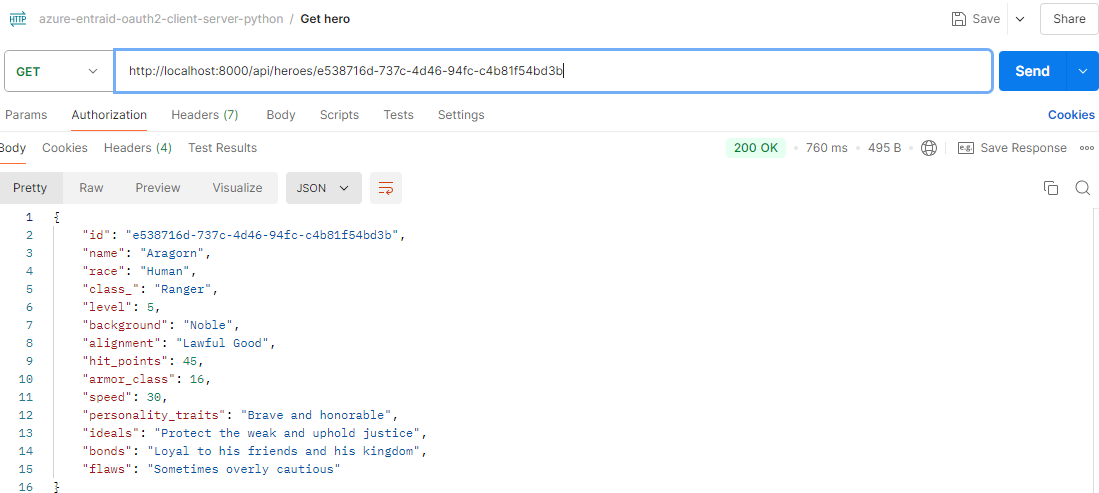 HTTP azure-entraid-oauth2-client-server-python / Get hero Save Share
GET http://localhost:8000/api/heroes/e538716d-737c-4d46-94fc-c4b81f54bd3b Send
Params Authorization Headers (7) Body Scripts Tests Settings Cookies
Body Cookies Headers (4) Test Results 200 OK • 760 ms • 495 B • e.g. Save Response
Pretty Raw Preview Visualize JSON
1 {
2 "id": "e538716d-737c-4d46-94fc-c4b81f54bd3b",
3 "name": "Aragorn",
4 "race": "Human",
5 "class_": "Ranger",
6 "level": 5,
7 "background": "Noble",
8 "alignment": "Lawful Good",
9 "hit_points": 45,
10 "armor_class": 16,
11 "speed": 30,
12 "personality_traits": "Brave and honorable",
13 "ideals": "Protect the weak and uphold justice",
14 "bonds": "Loyal to his friends and his kingdom",
15 "flaws": "Sometimes overly cautious"
16 }